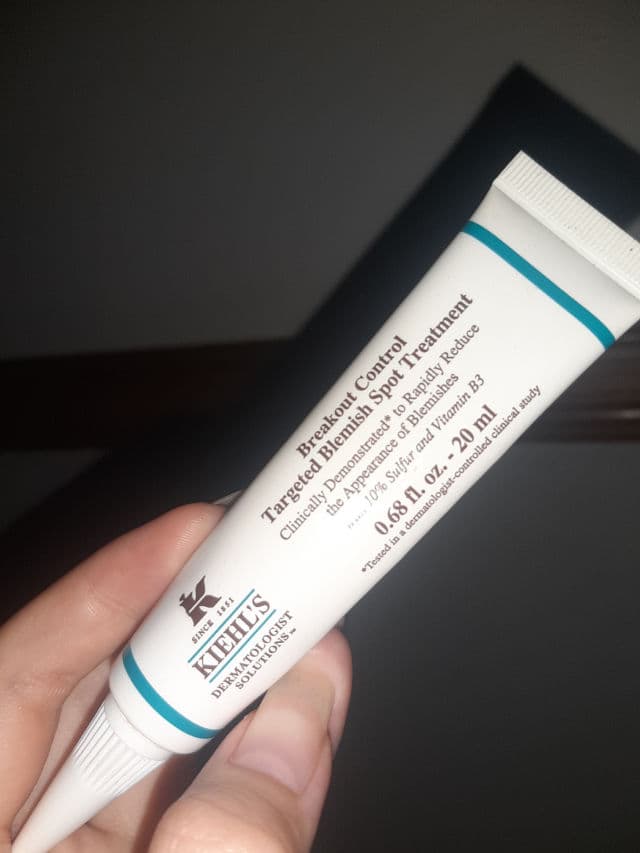 Breakout Control
Targeted Blemish Spot Treatment
Clinically Demonstrated* to Rapidly Reduce
the Appearance of Blemishes
10% Sulfur and Vitamin B3
0.68 fl. oz. - 20 ml
*Tested in a dermatologist-controlled clinical study
K
SINCE 1851
KIEHL'S
DERMATOLOGIST
SOLUTIONS™